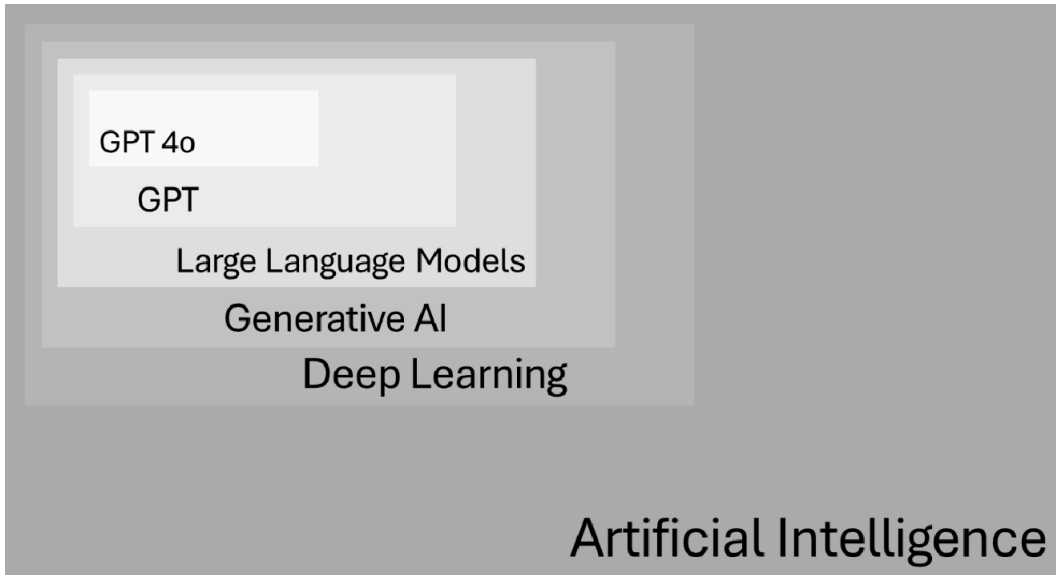 GPT 4o
GPT
Large Language Models
Generative AI
Deep Learning
Artificial Intelligence